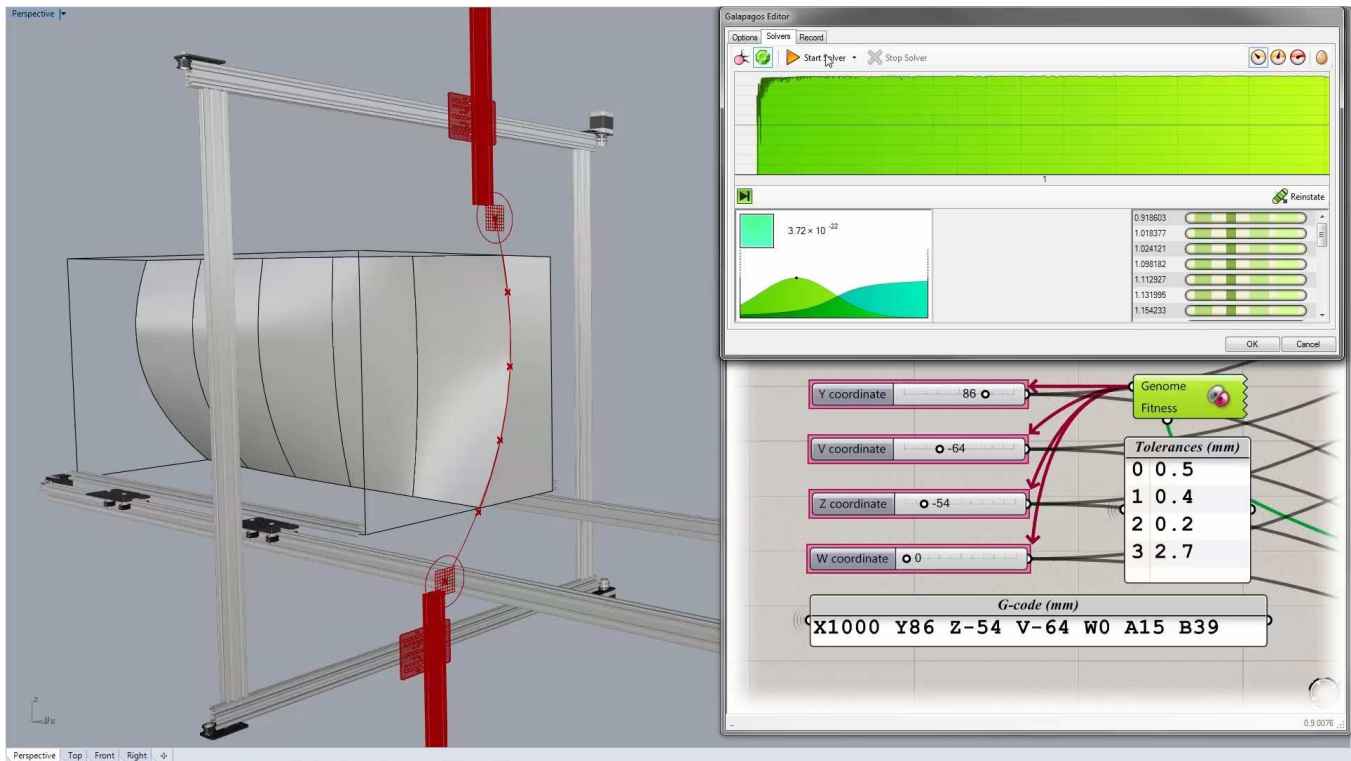 Perspective
Galapagos Editor
Options Solvers Record
Start Solver Stop Solver
1
Reinstate
3.72 × 10 -22
0.918603
1.018377
1.024121
1.098182
1.112927
1.131995
1.154233
OK Cancel
Y coordinate 86
Genome
Fitness
V coordinate -64
Tolerances (mm)
0 0.5
1 0.4
2 0.2
3 2.7
Z coordinate -54
W coordinate 0
G-code (mm)
X1000 Y86 Z-54 V-64 W0 A15 B39
0.9.0076
z
y x
Perspective Top Front Right